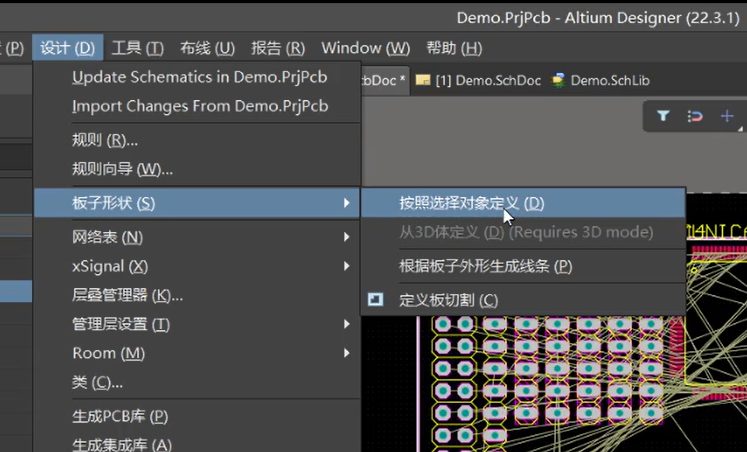 Demo.PrjPcb - Altium Designer (22.3.1)
(P) 设计 (D) 工具 (T) 布线 (U) 报告 (R) Window (W) 帮助 (H)
Update Schematics in Demo.PrjPcb
cbDoc * [1] Demo.SchDoc Demo.SchLib
Import Changes From Demo.PrjPcb
规则 (R)...
规则向导 (W)...
板子形状 (S)
按照选择对象定义 (D)
从3D体定义 (D) (Requires 3D mode)
网络表 (N)
xSignal (X)
根据板子外形生成线条 (P)
层叠管理器 (K)...
定义板切割 (C)
管理层设置 (T)
Room (M)
类 (C)...
生成PCB库 (P)
生成集成库 (A)